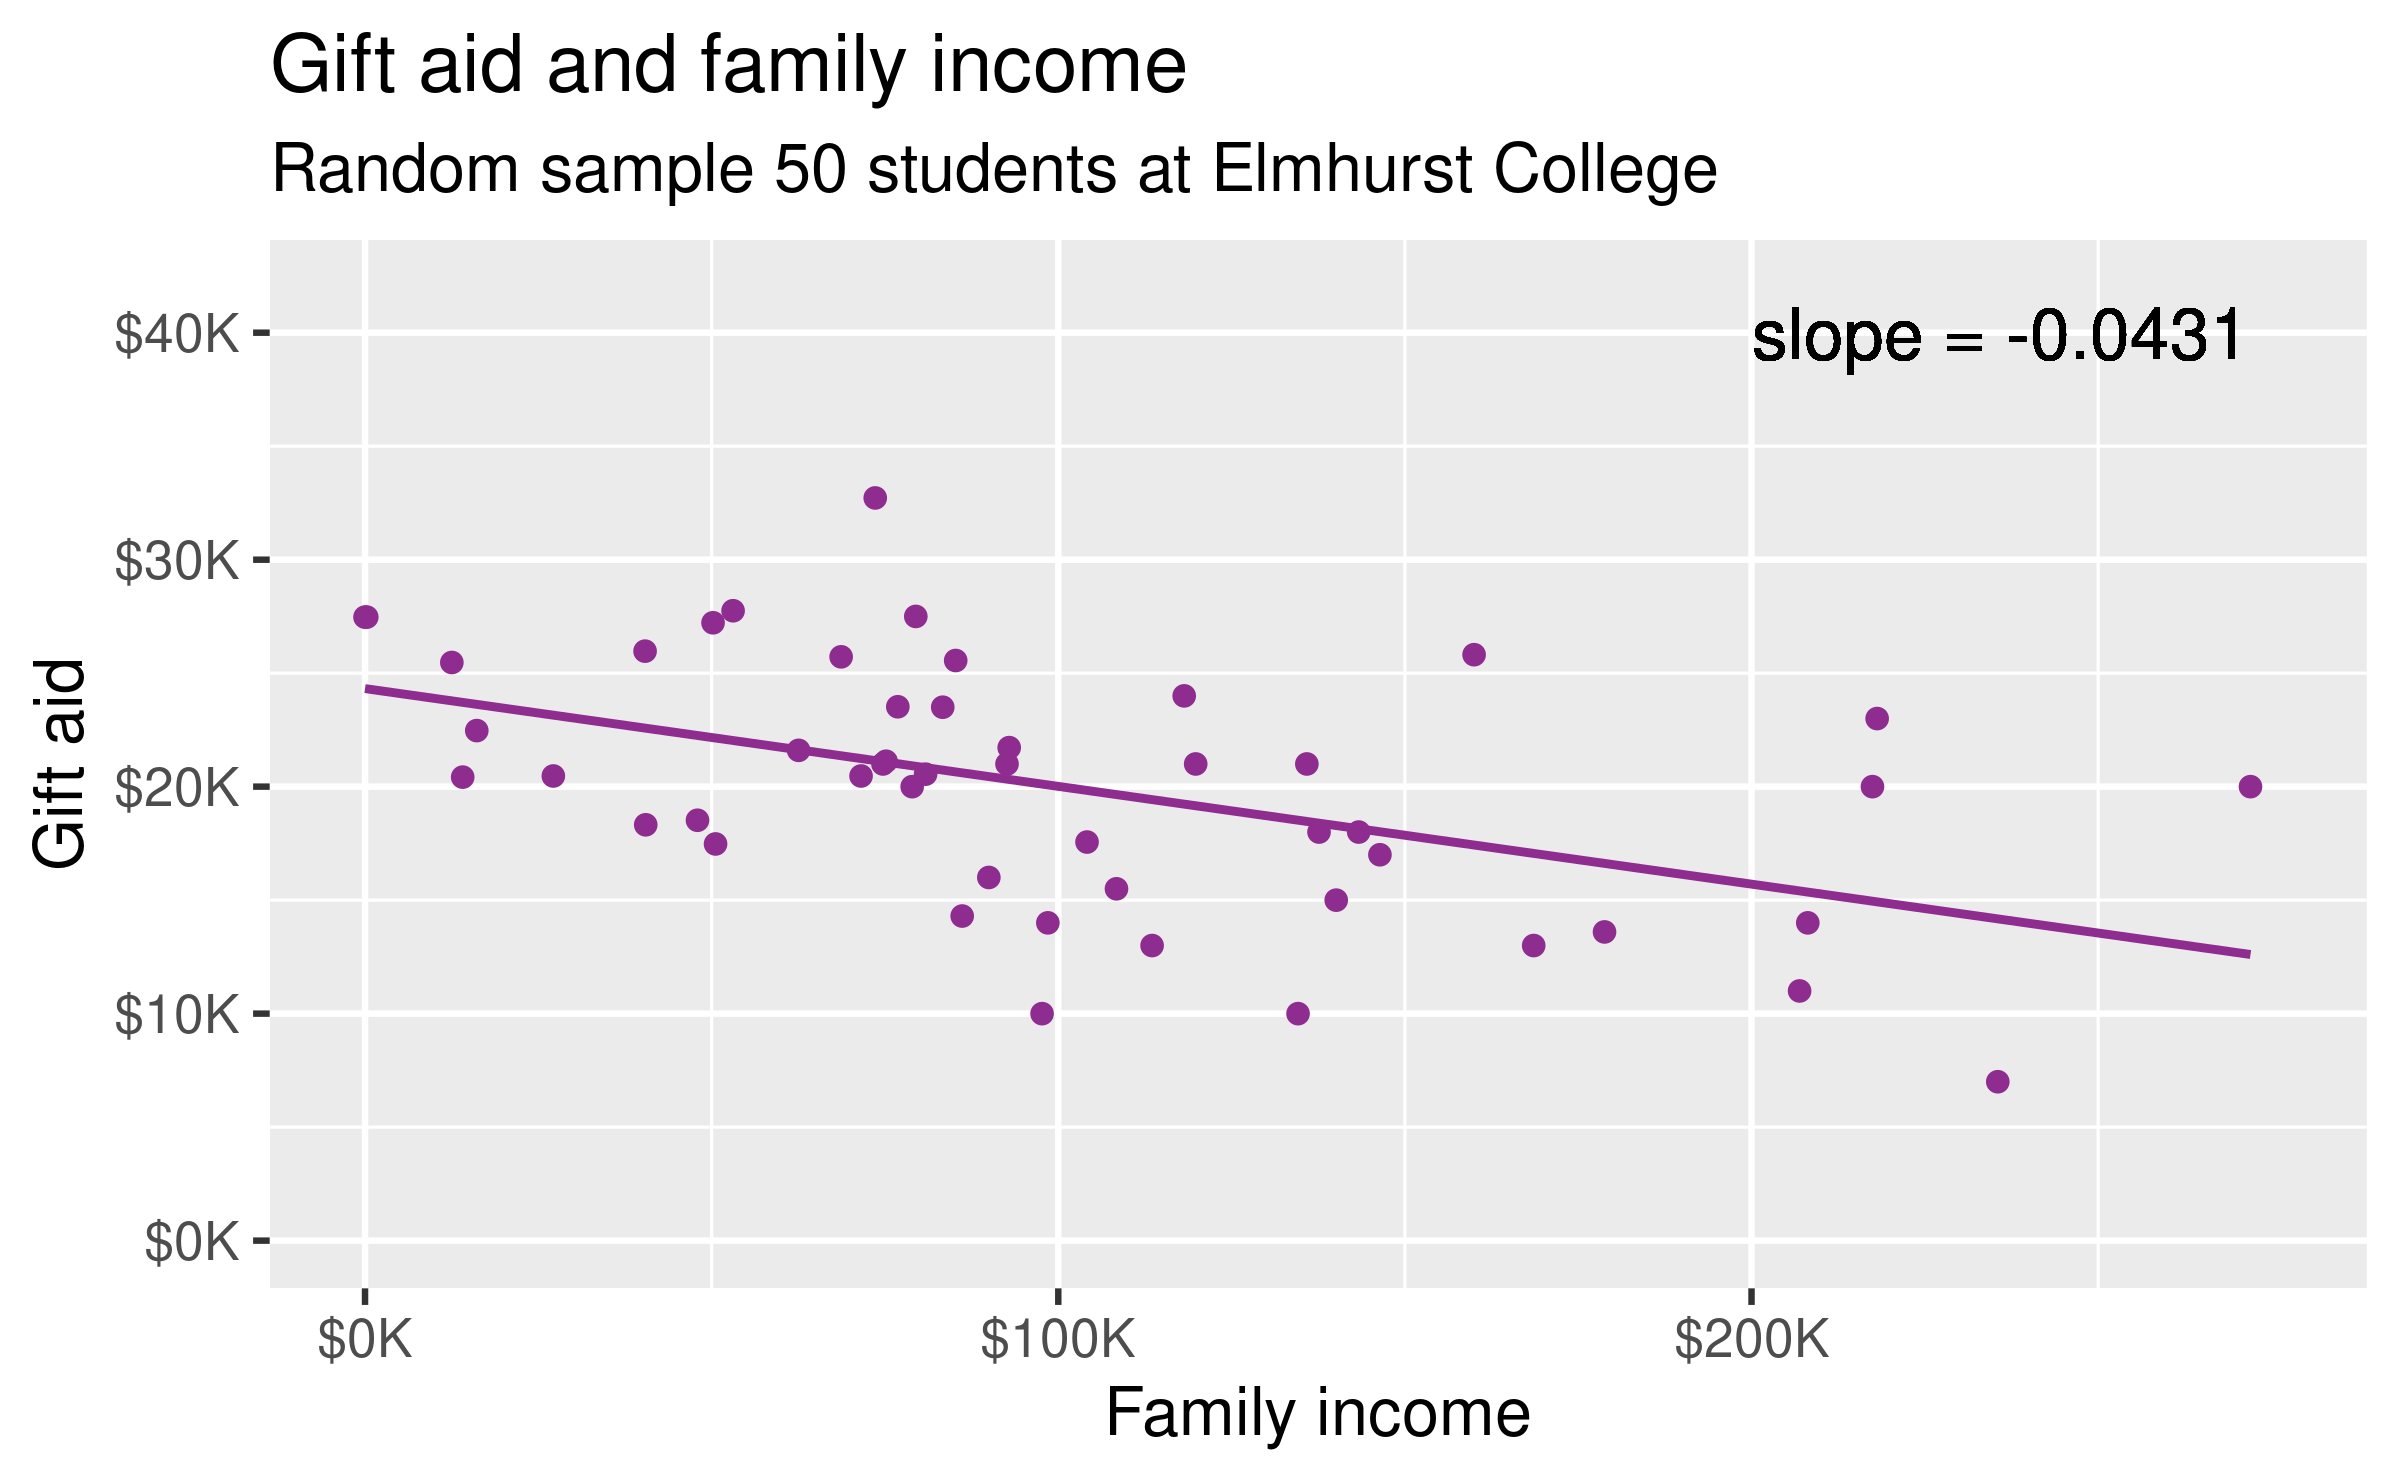 Gift aid and family income
Random sample 50 students at Elmhurst College
slope = -0.0431
Gift aid
$40K
$30K
$20K
$10K
$0K
$0K $100K $200K
Family income